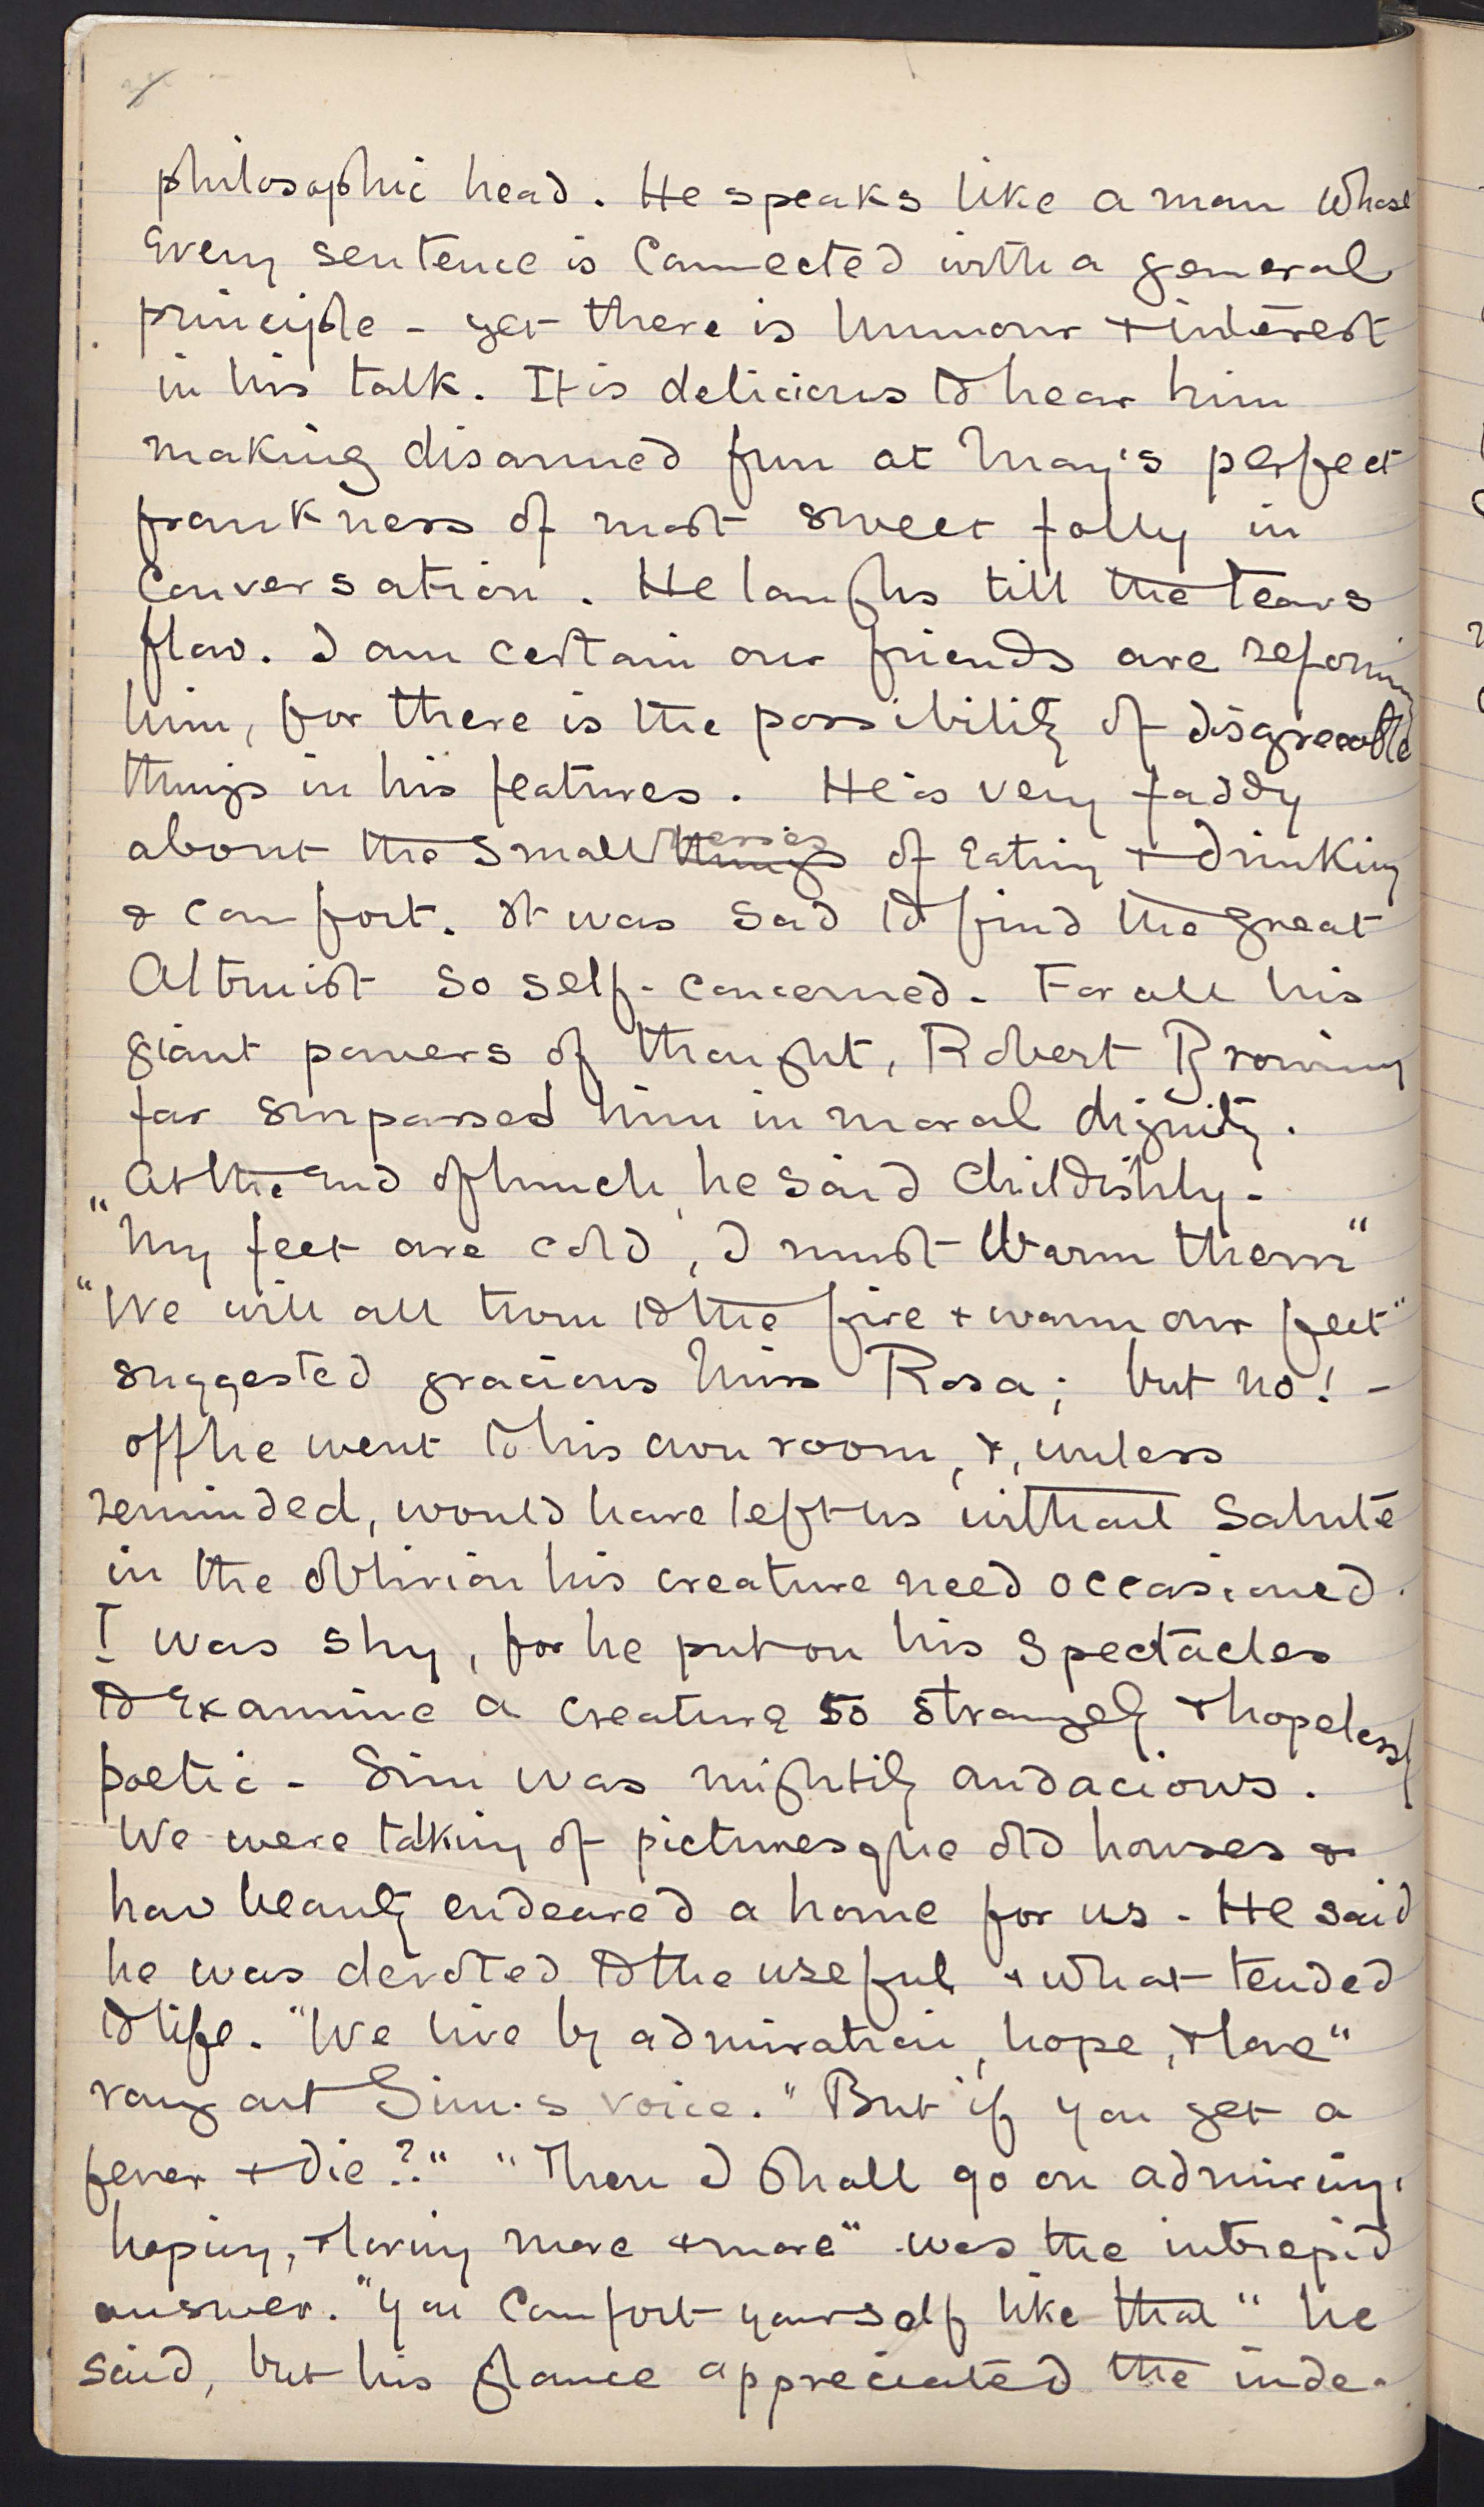 philosophic head. He speaks like a man whose
every sentence is connected with a general
principle - yet there is humour + interest
in his talk. It is delicious to hear him
making disarmed fun at May's perfect
frankness of most sweet folly in
conversation. He laughs till the tears
flow. I am certain our friends are reforming
him, for there is the possibility of disagreeable
things in his features. He is very faddy
about the small things nesses of eating + drinking
& comfort. It was sad to find the great
Altruist so self-concerned. For all his
giant powers of thought, Robert Browning
far surpassed him in moral dignity.
At the end of lunch, he said childishly -
"My feet are cold, I must warm them"
"We will all turn to the fire + warm our feet"
suggested gracious Miss Rosa; but no! -
off he went to his own room, +, unless
reminded, would have left us without salute
in the oblivion his creature need occasioned.
I was shy, for he put on his spectacles
to examine a creature so strangely + hopelessly
poetic - Sim was mightily audacious.
We were talking of picturesque old houses &
how beauty endeared a home for us. He said
he was devoted to the useful + what tended
to life. "We live by admiration, hope, + love"
rang out Sim's voice. "But if you get a
fever + die?" "Then I shall go on admiring,
hoping, + loving more + more" was the intrepid
answer. "You comfort yourself like that" he
said, but his glance appreciated the inde-